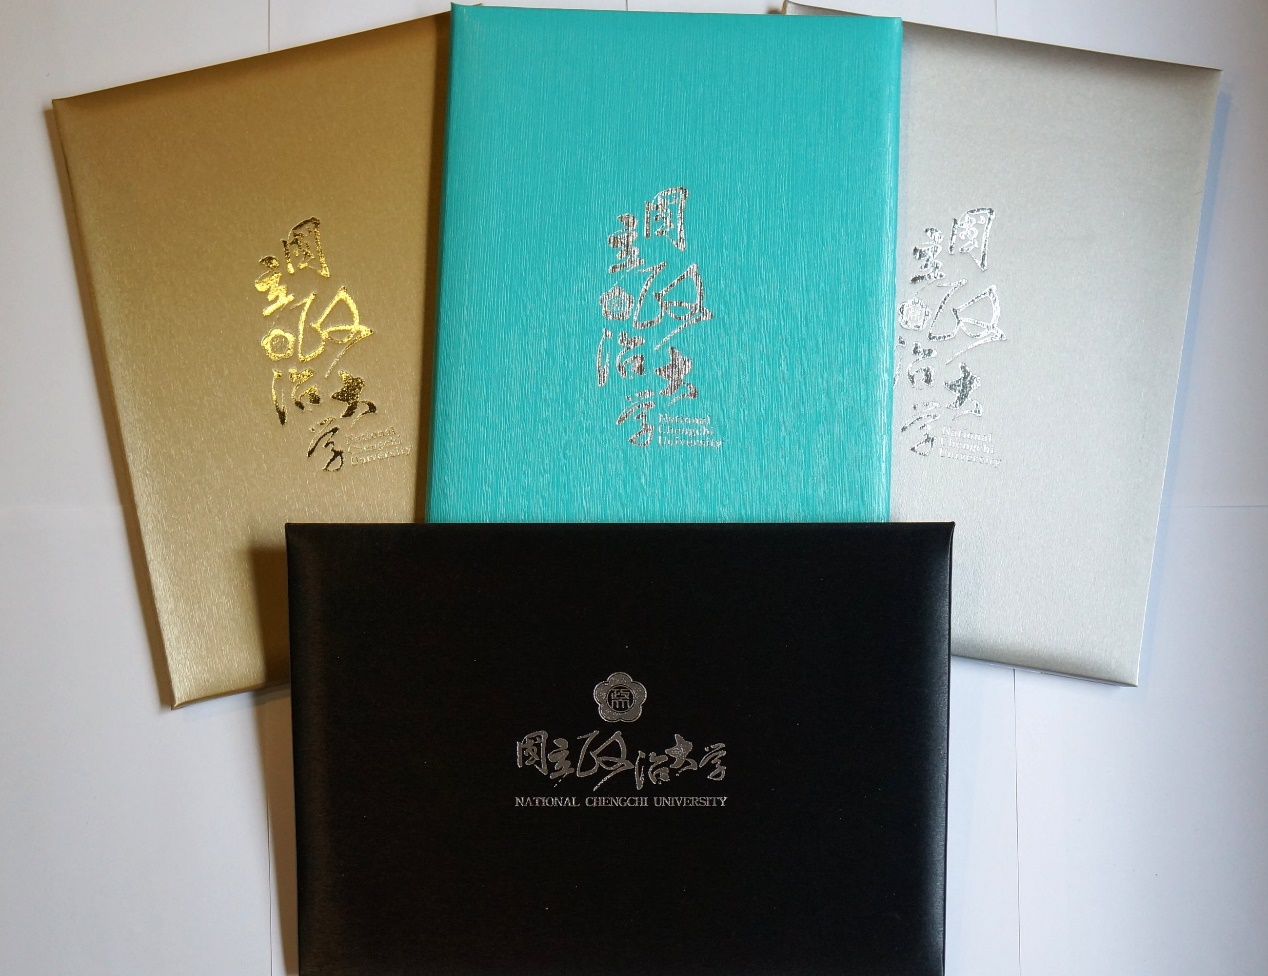 國立
政治
大學
National
Chengchi
University
國立
政治
大學
National
Chengchi
University
國立
政治
大學
National
Chengchi
University
政
國立政治大學
NATIONAL CHENGCHI UNIVERSITY